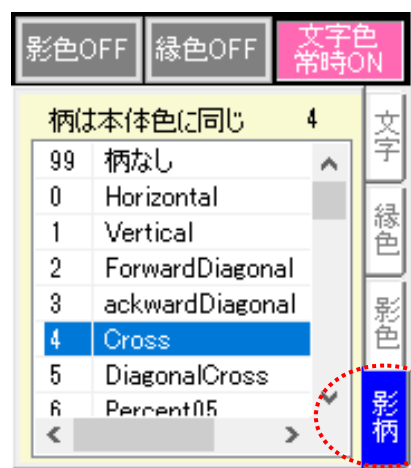 影色OFF
縁色OFF
文字色
常時ON
柄は本体色に同じ 4
99 柄なし
0 Horizontal
1 Vertical
2 ForwardDiagonal
3 ackwardDiagonal
4 Cross
5 DiagonalCross
6 Percent05
文字
縁色
影色
影柄